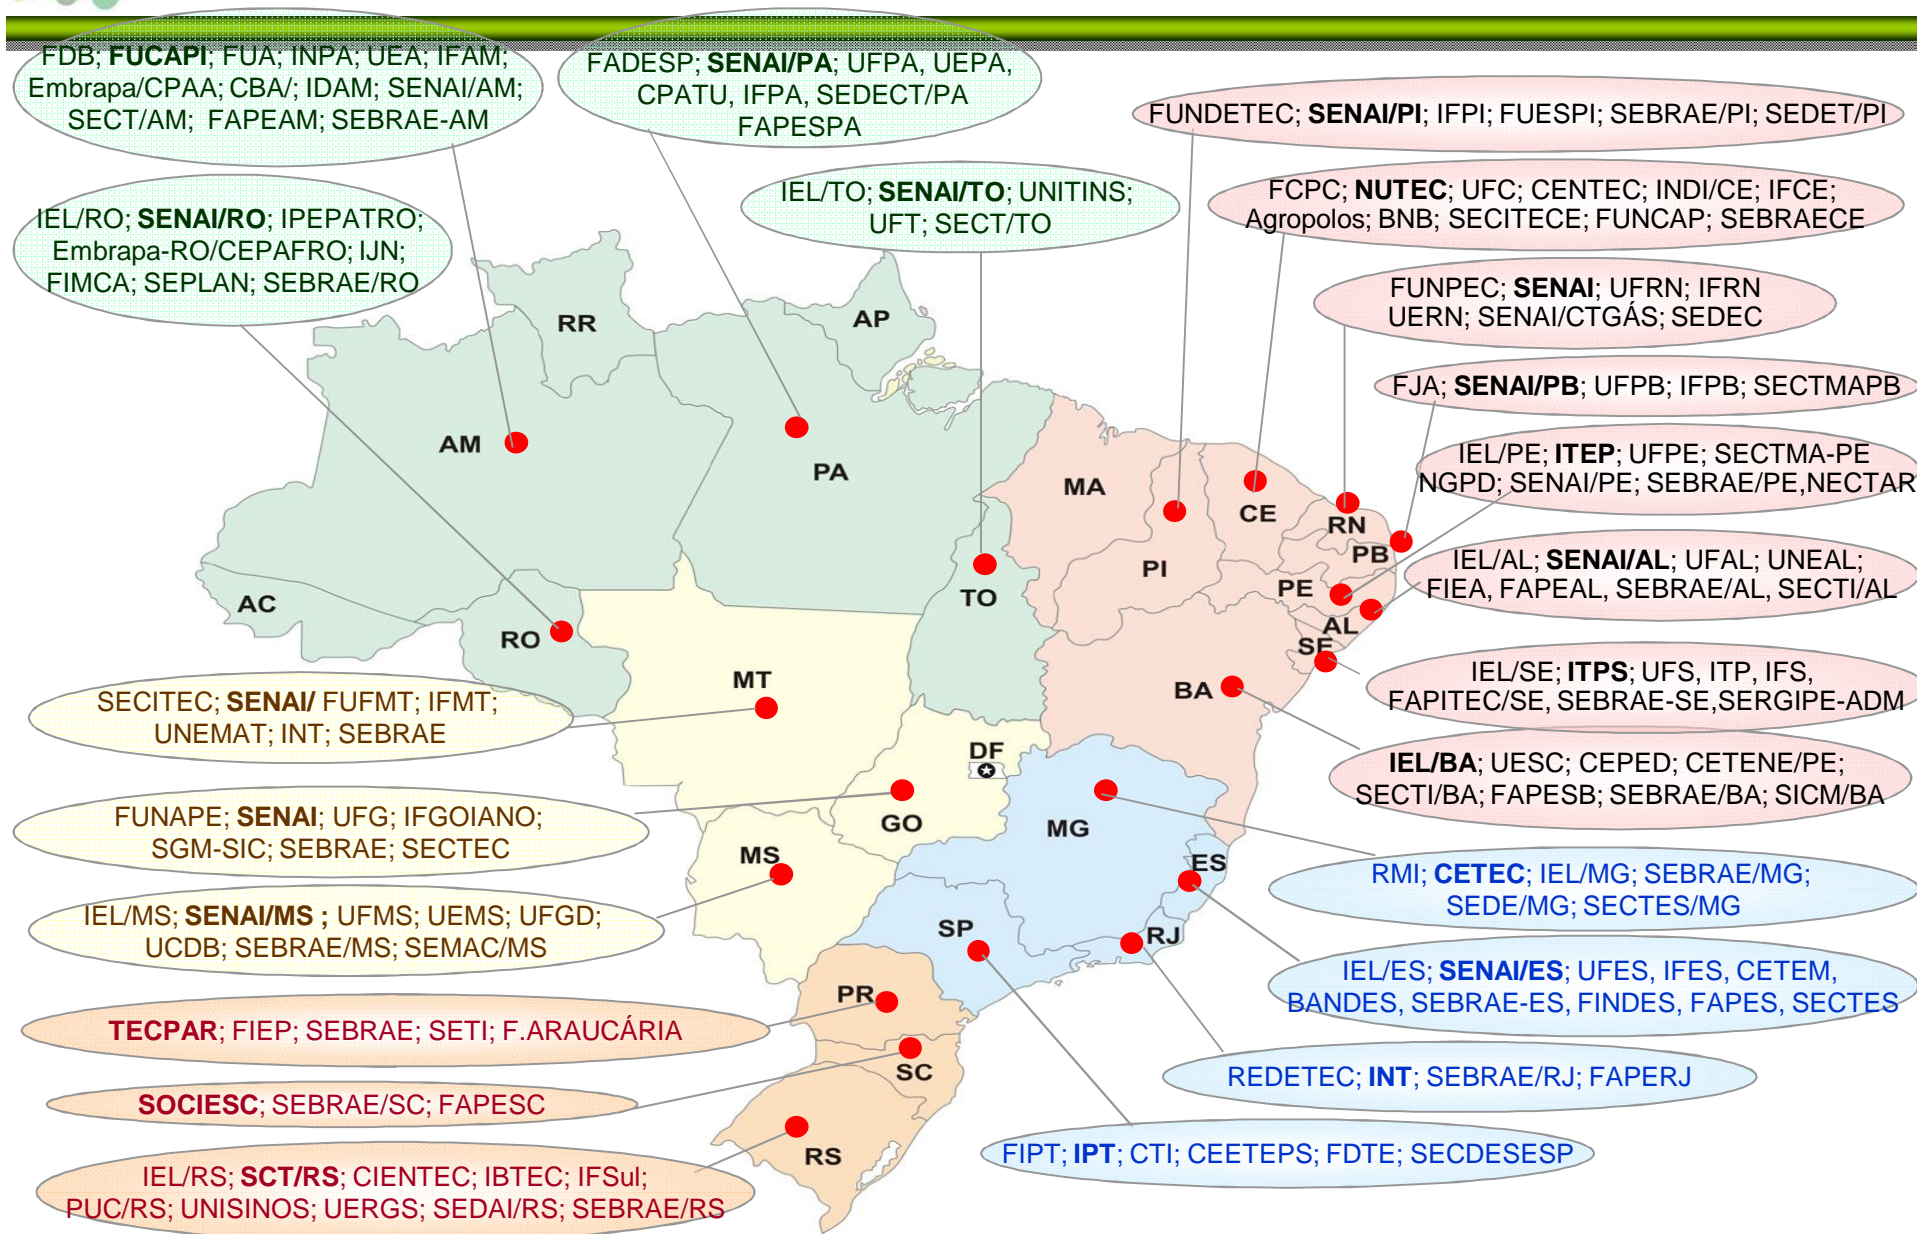 FDB; FUCAPI; FUA; INPA; UEA; IFAM;
Embrapa/CPAA; CBA/; IDAM; SENAI/AM;
SECT/AM; FAPEAM; SEBRAE-AM
FADESP; SENAI/PA; UFPA, UEPA,
CPATU, IFPA, SEDECT/PA
FAPESPA
FUNDETEC; SENAI/PI; IFPI; FUESPI; SEBRAE/PI; SEDET/PI
IEL/RO; SENAI/RO; IPEPATRO;
Embrapa-RO/CEPAFRO; IJN;
FIMCA; SEPLAN; SEBRAE/RO
IEL/TO; SENAI/TO; UNITINS;
UFT; SECT/TO
FCPC; NUTEC; UFC; CENTEC; INDI/CE; IFCE;
Agropolos; BNB; SECITECE; FUNCAP; SEBRAECE
FUNPEC; SENAI; UFRN; IFRN
UERN; SENAI/CTGÁS; SEDEC
FJA; SENAI/PB; UFPB; IFPB; SECTMAPB
IEL/PE; ITEP; UFPE; SECTMA-PE
NGPD; SENAI/PE; SEBRAE/PE,NECTAR
IEL/AL; SENAI/AL; UFAL; UNEAL;
FIEA, FAPEAL, SEBRAE/AL, SECTI/AL
IEL/SE; ITPS; UFS, ITP, IFS,
FAPITEC/SE, SEBRAE-SE,SERGIPE-ADM
IEL/BA; UESC; CEPED; CETENE/PE;
SECTI/BA; FAPESB; SEBRAE/BA; SICM/BA
RR
AP
AM
PA
MA
CE
RN
PB
PI
PE
AL
SE
AC
RO
TO
BA
MT
DF
GO
MG
MS
ES
SP
RJ
PR
SC
RS
SECITEC; SENAI/ FUFMT; IFMT;
UNEMAT; INT; SEBRAE
FUNAPE; SENAI; UFG; IFGOIANO;
SGM-SIC; SEBRAE; SECTEC
IEL/MS; SENAI/MS ; UFMS; UEMS; UFGD;
UCDB; SEBRAE/MS; SEMAC/MS
RMI; CETEC; IEL/MG; SEBRAE/MG;
SEDE/MG; SECTES/MG
IEL/ES; SENAI/ES; UFES, IFES, CETEM,
BANDES, SEBRAE-ES, FINDES, FAPES, SECTES
TECPAR; FIEP; SEBRAE; SETI; F.ARAUCÁRIA
REDETEC; INT; SEBRAE/RJ; FAPERJ
SOCIESC; SEBRAE/SC; FAPESC
FIPT; IPT; CTI; CEETEPS; FDTE; SECDESESP
IEL/RS; SCT/RS; CIENTEC; IBTEC; IFSul;
PUC/RS; UNISINOS; UERGS; SEDAI/RS; SEBRAE/RS